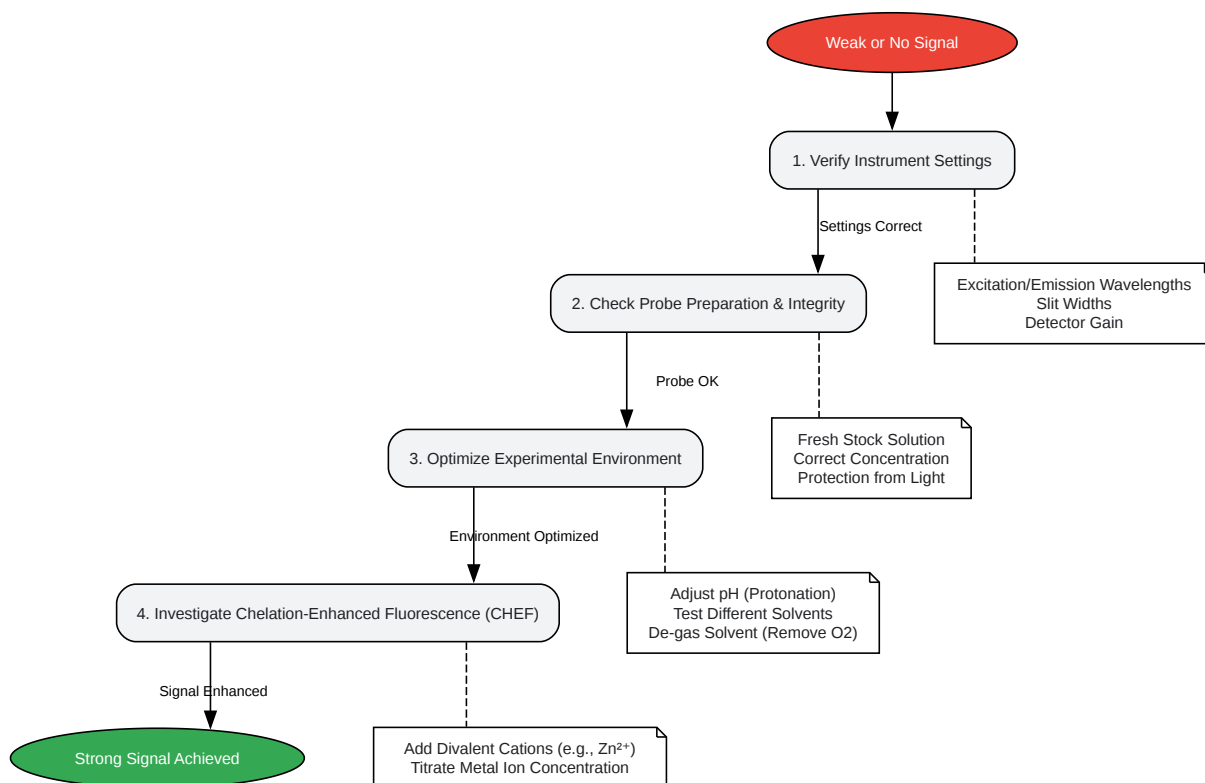 Weak or No Signal
1. Verify Instrument Settings
Settings Correct
Excitation/Emission Wavelengths
Slit Widths
Detector Gain
2. Check Probe Preparation & Integrity
Probe OK
Fresh Stock Solution
Correct Concentration
Protection from Light
3. Optimize Experimental Environment
Environment Optimized
Adjust pH (Protonation)
Test Different Solvents
De-gas Solvent (Remove O2)
4. Investigate Chelation-Enhanced Fluorescence (CHEF)
Signal Enhanced
Add Divalent Cations (e.g., Zn²⁺)
Titrate Metal Ion Concentration
Strong Signal Achieved